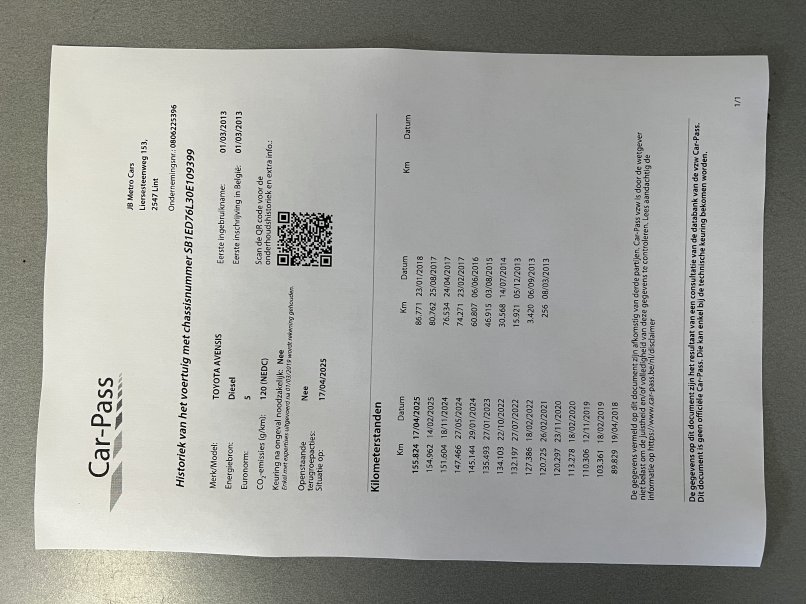 Car-Pass
JB Metro Cars
Liersesteenweg 153,
2547 Lint
Ondernemingsnr.: 0806225396
Historiek van het voertuig met chassisnummer SB1ED76L30E109399
Merk/Model: TOYOTA AVENSIS
Energiebron: Diesel
Euronorm: 5
CO2-emissies (g/km): 120 (NEDC)
Keuring na ongeval noodzakelijk: Nee
Enkel met expertises uitgevoerd na 01/03/2019 wordt rekening gehouden.
Openstaande
terugroepacties: Nee
Situatie op: 17/04/2025
Eerste ingebruikname: 01/03/2013
Eerste inschrijving in België: 01/03/2013
Scan de QR code voor de
onderhoudshistoriek en extra info.:
Kilometerstanden
Km Datum
155.824 17/04/2025
154.962 14/02/2025
151.604 18/11/2024
147.466 27/05/2024
145.144 29/01/2024
135.493 27/01/2023
134.103 22/10/2022
132.197 27/07/2022
127.386 18/02/2022
120.725 26/02/2021
120.297 23/11/2020
113.278 18/02/2020
110.306 12/11/2019
103.361 18/02/2019
89.829 19/04/2018
Km Datum
86.771 23/01/2018
80.762 25/08/2017
76.534 24/04/2017
74.271 23/02/2017
60.807 06/06/2016
46.915 03/08/2015
30.568 14/07/2014
15.921 05/12/2013
3.420 06/09/2013
256 08/03/2013
Km Datum
De gegevens vermeld op dit document zijn afkomstig van derde partijen. Car-Pass vzw is door de wetgever
niet belast om de juistheid en/of volledigheid van deze gegevens te controleren. Lees aandachtig de
informatie op https://www.car-pass.be/nl/disclaimer
De gegevens op dit document zijn het resultaat van een consultatie van de databank van de vzw Car-Pass.
Dit document is geen officiële Car-Pass. Die kan enkel bij de technische keuring bekomen worden.
1/1